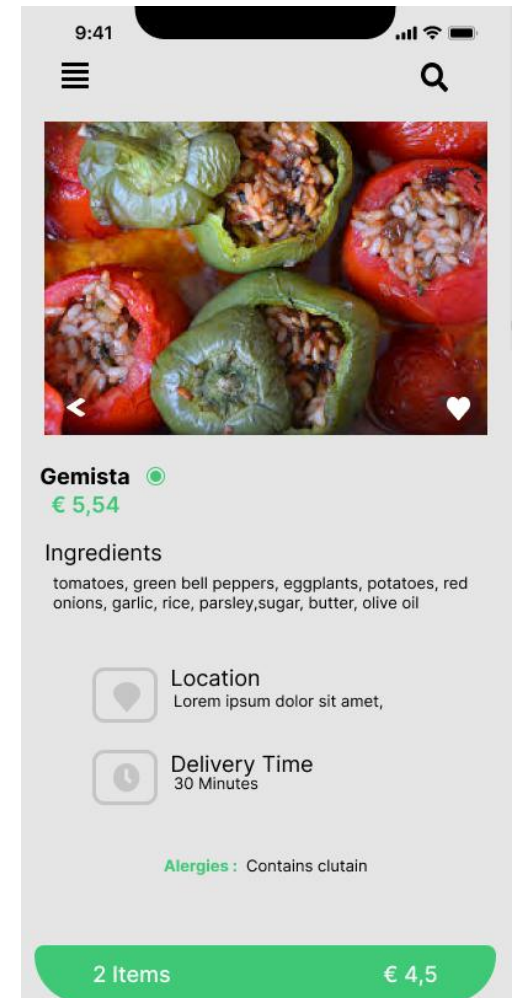 9:41
Gemista
€ 5,54
Ingredients
tomatoes, green bell peppers, eggplants, potatoes, red
onions, garlic, rice, parsley,sugar, butter, olive oil
Location
Lorem ipsum dolor sit amet,
Delivery Time
30 Minutes
Alergies : Contains clutain
2 Items € 4,5